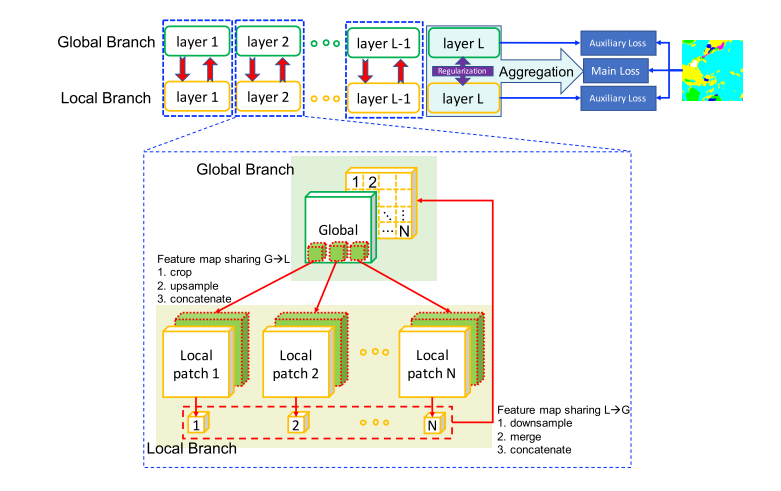 Global Branch
layer 1
layer 2
layer L-1
layer L
Auxiliary Loss
Regularization
Aggregation
Main Loss
Local Branch
layer 1
layer 2
layer L-1
layer L
Auxiliary Loss
Global Branch
1 2
N
Global
Feature map sharing G→L
1. crop
2. upsample
3. concatenate
Local
patch 1
Local
patch 2
Local
patch N
1
2
N
Local Branch
Feature map sharing L→G
1. downsample
2. merge
3. concatenate